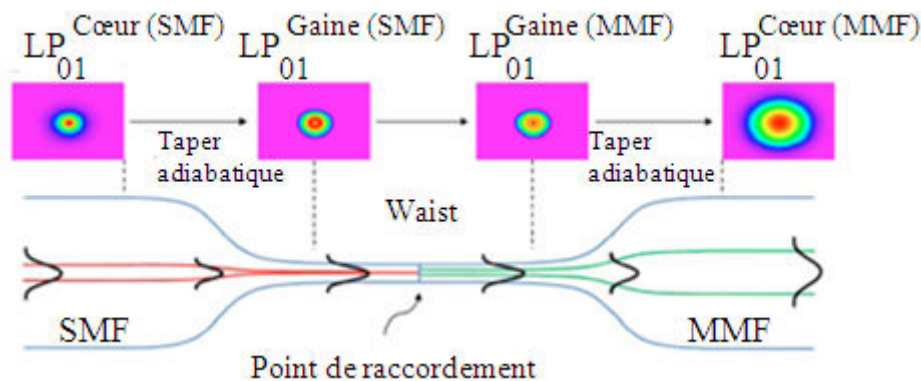 LP₀₁ Cœur (SMF) LP₀₁ Gaine (SMF) LP₀₁ Gaine (MMF) LP₀₁ Cœur (MMF)
Taper
adiabatique
Taper
adiabatique
Waist
SMF
MMF
Point de raccordement